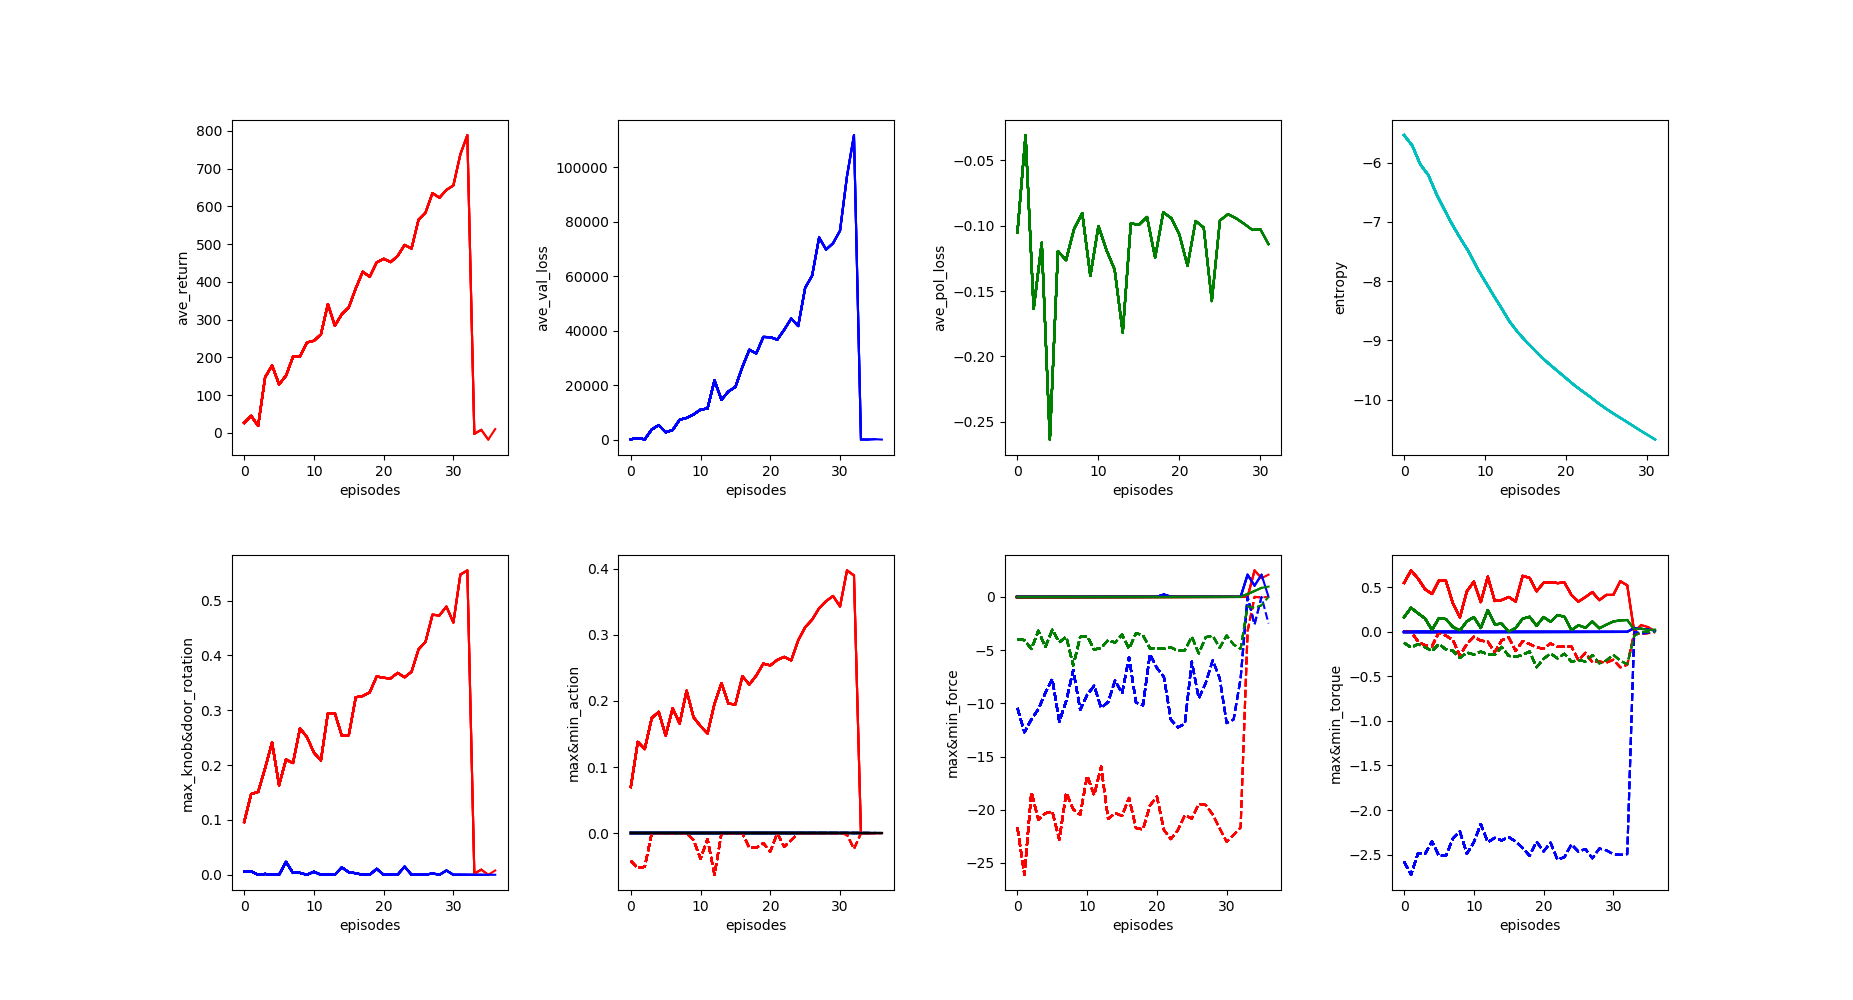 ave_return
800
700
600
500
400
300
200
100
0
0 10 20 30
episodes
ave_val_loss
100000
80000
60000
40000
20000
0
0 10 20 30
episodes
ave_pol_loss
−0.05
−0.10
−0.15
−0.20
−0.25
0 10 20 30
episodes
entropy
−6
−7
−8
−9
−10
0 10 20 30
episodes
max_knob&door_rotation
0.5
0.4
0.3
0.2
0.1
0.0
0 10 20 30
episodes
max&min_action
0.4
0.3
0.2
0.1
0.0
0 10 20 30
episodes
max&min_force
0
−5
−10
−15
−20
−25
0 10 20 30
episodes
max&min_torque
0.5
0.0
−0.5
−1.0
−1.5
−2.0
−2.5
0 10 20 30
episodes